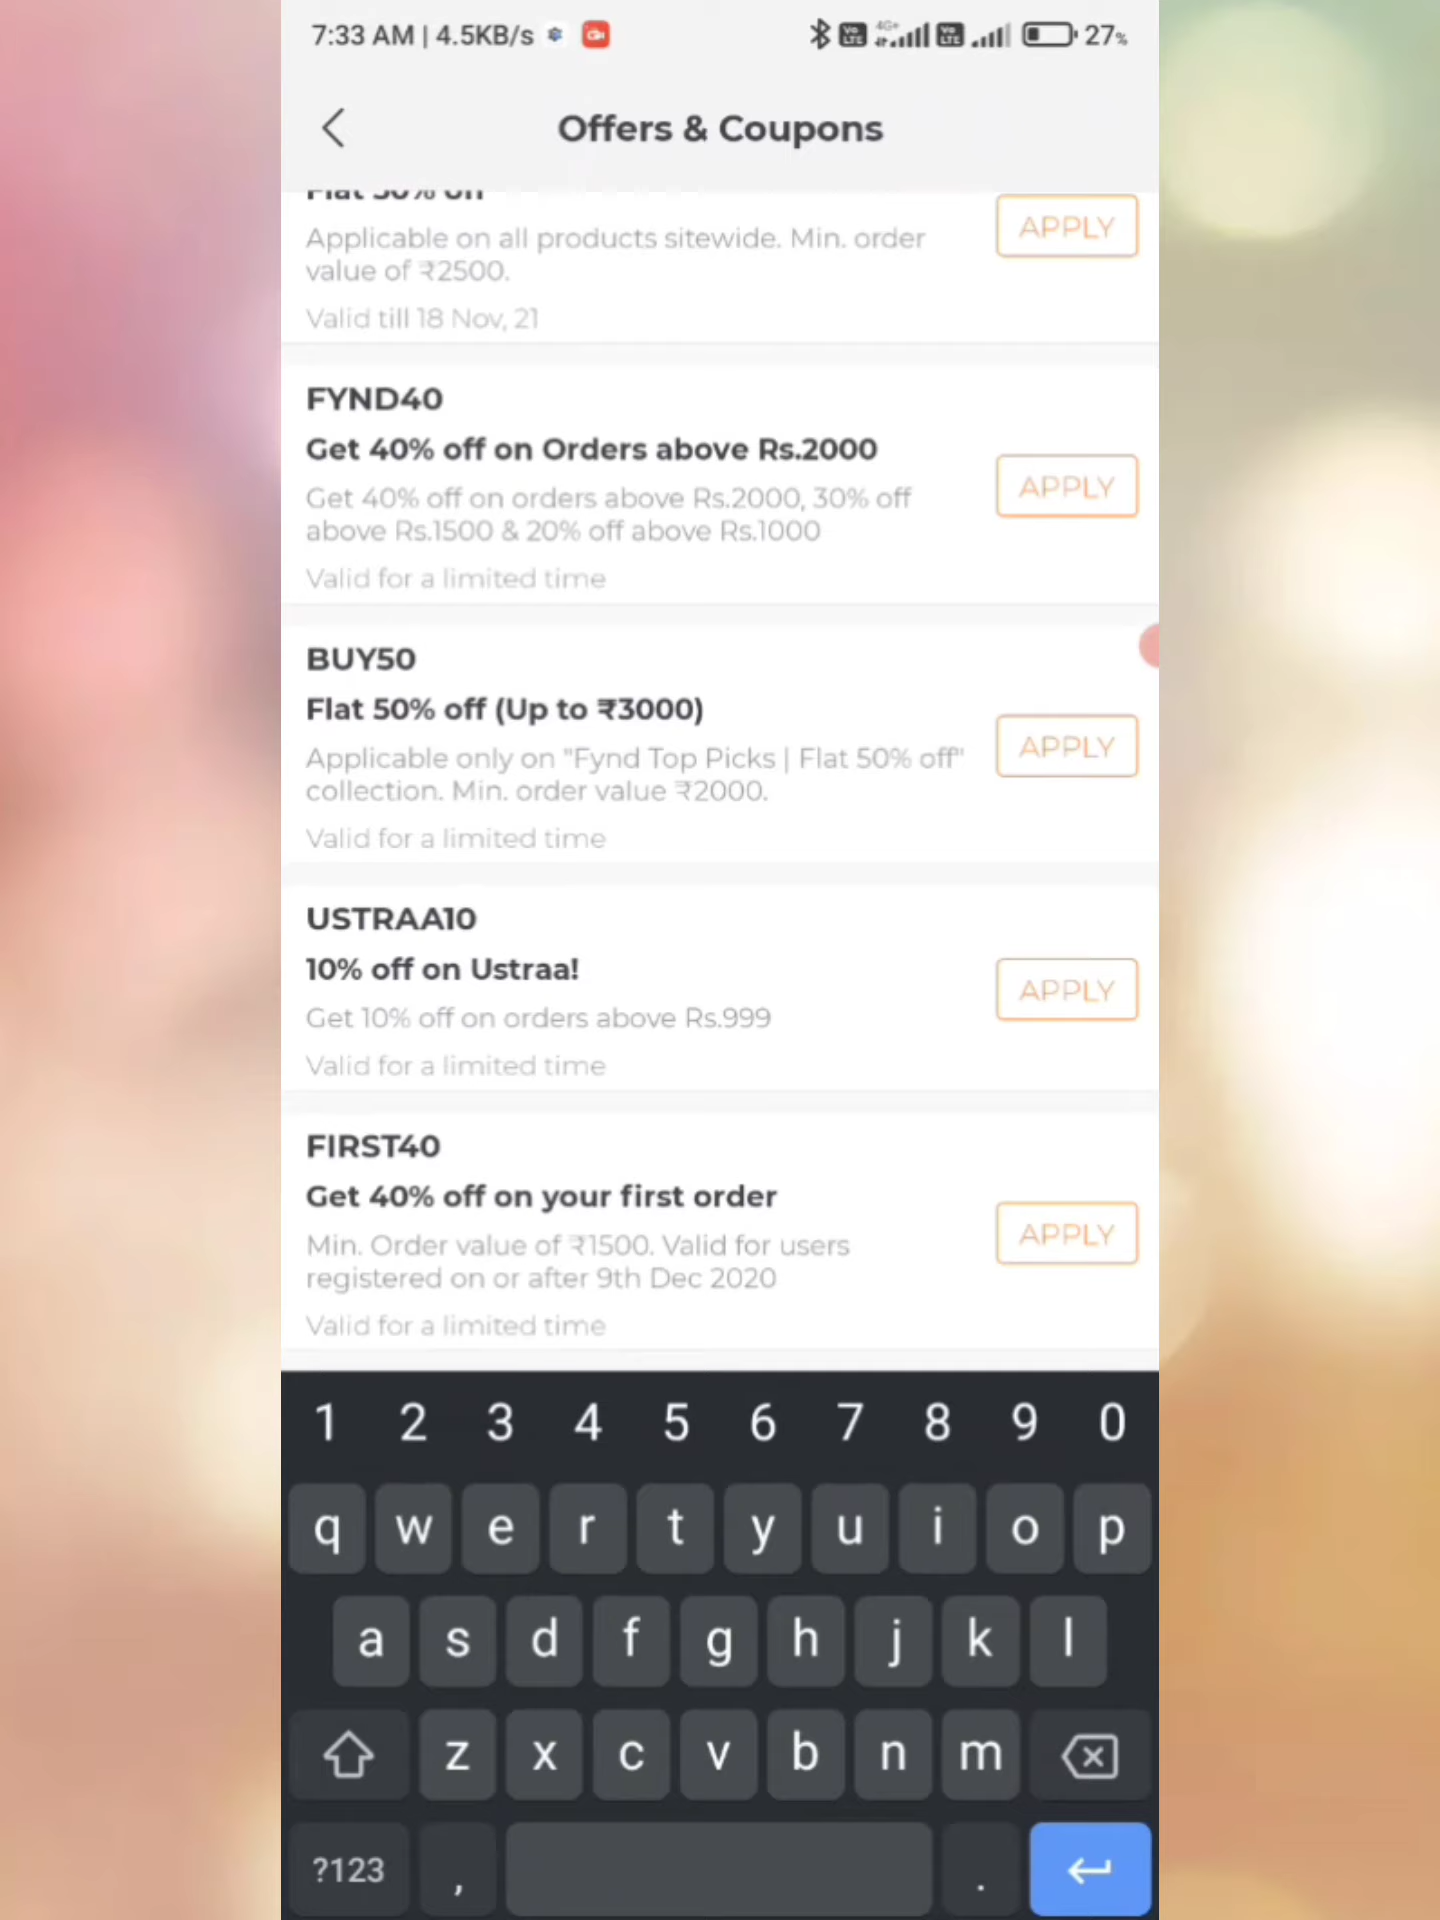 7:33 AM | 4.5KB/s
4G+
Vo LTE
Vo LTE
27%
Offers & Coupons
Flat 50% off
Applicable on all products sitewide. Min. order
value of ₹2500.
Valid till 18 Nov, 21
APPLY
FYND40
Get 40% off on Orders above Rs.2000
Get 40% off on orders above Rs.2000, 30% off
above Rs.1500 & 20% off above Rs.1000
Valid for a limited time
APPLY
BUY50
Flat 50% off (Up to ₹3000)
Applicable only on "Fynd Top Picks | Flat 50% off"
collection. Min. order value ₹2000.
Valid for a limited time
APPLY
USTRAA10
10% off on Ustraa!
Get 10% off on orders above Rs.999
Valid for a limited time
APPLY
FIRST40
Get 40% off on your first order
Min. Order value of ₹1500. Valid for users
registered on or after 9th Dec 2020
Valid for a limited time
APPLY
1 2 3 4 5 6 7 8 9 0
q w e r t y u i o p
a s d f g h j k l
z x c v b n m
?123 , .